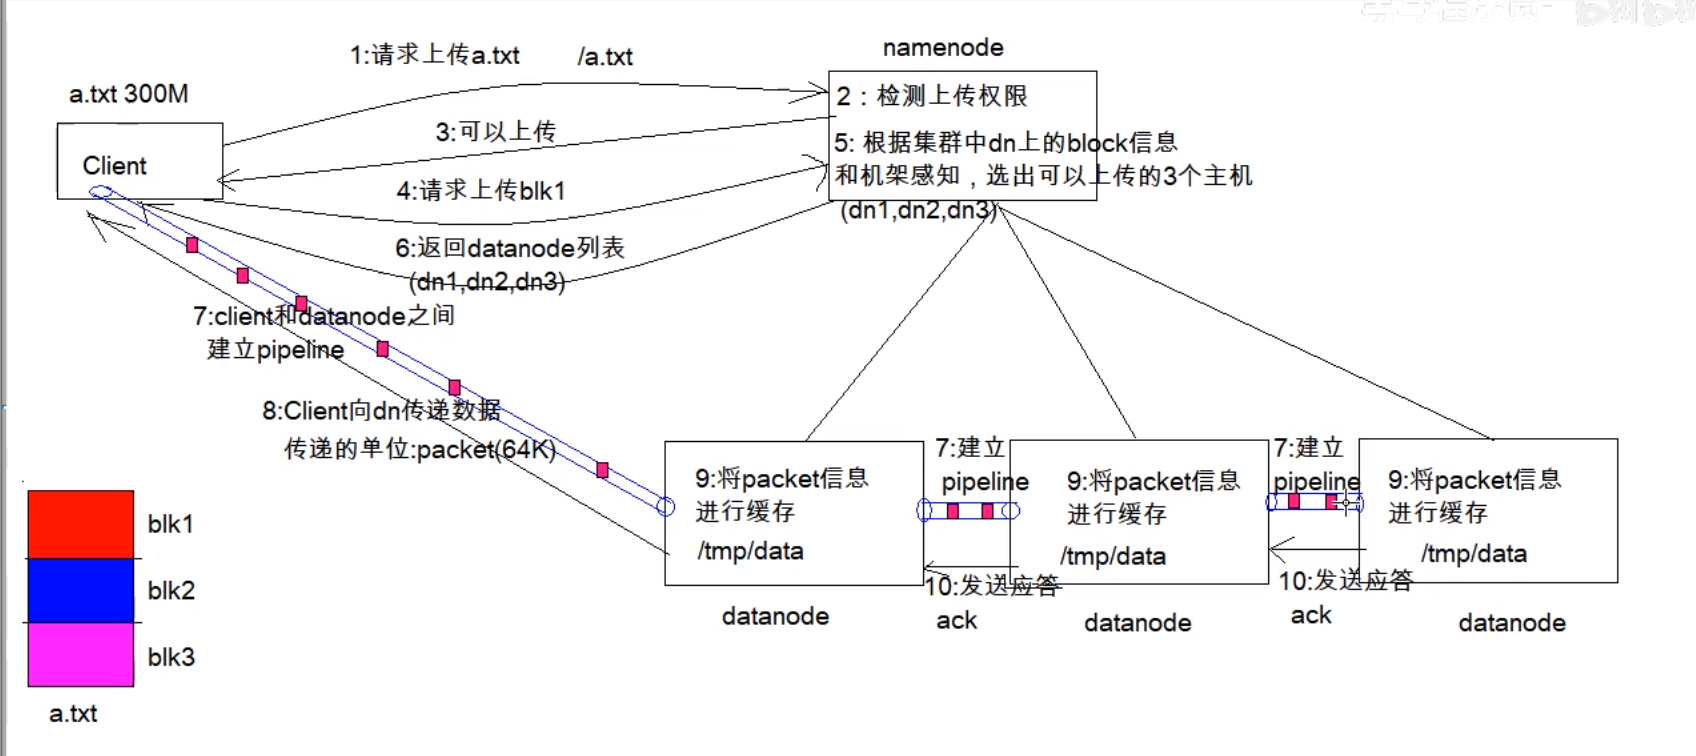 namenode
1:请求上传a.txt /a.txt
a.txt 300M
2：检测上传权限
3:可以上传
5: 根据集群中dn上的block信息
和机架感知，选出可以上传的3个主机
(dn1,dn2,dn3)
Client
4:请求上传blk1
6:返回datanode列表
(dn1,dn2,dn3)
7:client和datanode之间
建立pipeline
8:Client向dn传递数据
传递的单位:packet(64K)
9:将packet信息
进行缓存
/tmp/data
datanode
7:建立
pipeline
10:发送应答
ack
9:将packet信息
进行缓存
/tmp/data
datanode
7:建立
pipeline
10:发送应答
ack
9:将packet信息
进行缓存
/tmp/data
datanode
blk1
blk2
blk3
a.txt